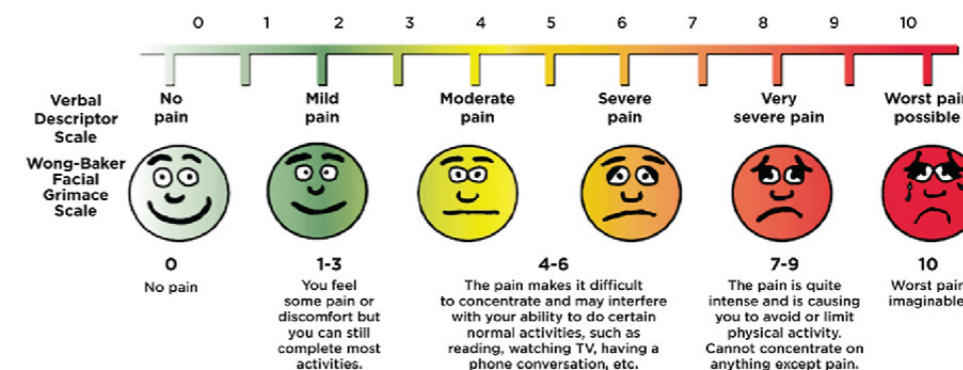 0 1 2 3 4 5 6 7 8 9 10
Verbal
Descriptor
Scale
No
pain
Mild
pain
Moderate
pain
Severe
pain
Very
severe pain
Worst pain
possible
Wong-Baker
Facial
Grimace
Scale
0
No pain
1-3
You feel
some pain or
discomfort but
you can still
complete most
activities.
4-6
The pain makes it difficult
to concentrate and may interfere
with your ability to do certain
normal activities, such as
reading, watching TV, having a
phone conversation, etc.
7-9
The pain is quite
intense and is causing
you to avoid or limit
physical activity.
Cannot concentrate on
anything except pain.
10
Worst pain
imaginable